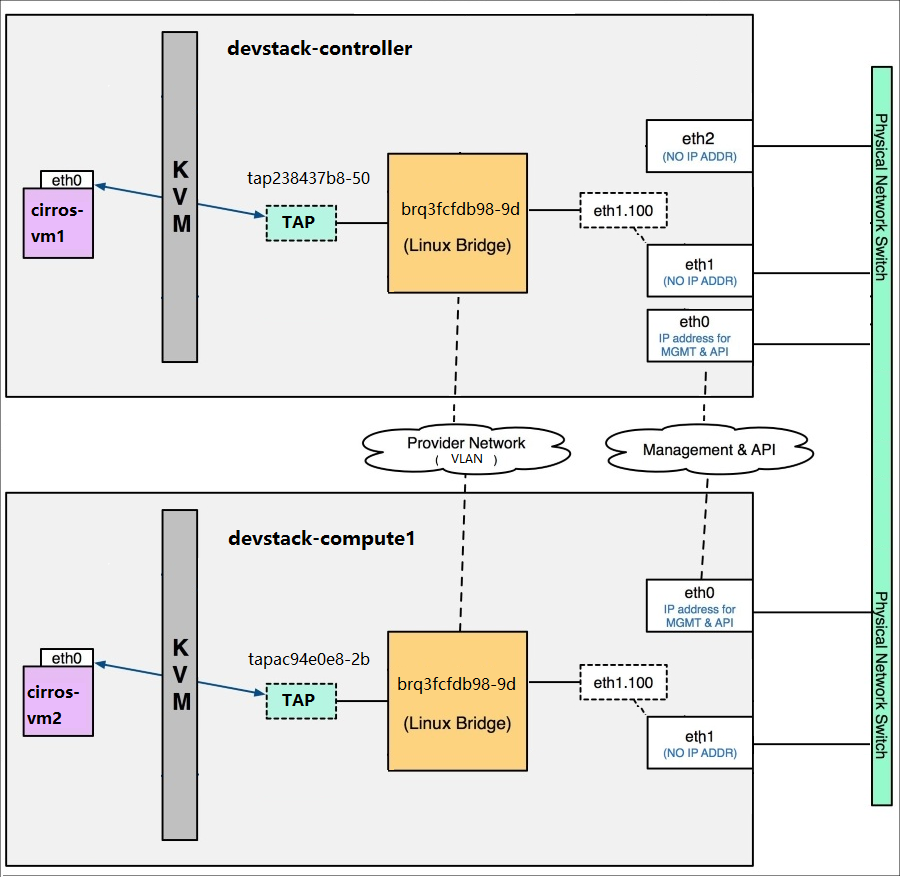 devstack-controller
K
V
M
eth0
cirros-
vm1
tap238437b8-50
TAP
brq3fcfdb98-9d
(Linux Bridge)
eth1.100
eth2
(NO IP ADDR)
eth1
(NO IP ADDR)
eth0
IP address for
MGMT & API
Physical Network Switch
Provider Network
( VLAN )
Management & API
devstack-compute1
K
V
M
eth0
cirros-
vm2
tapac94e0e8-2b
TAP
brq3fcfdb98-9d
(Linux Bridge)
eth1.100
eth0
IP address for
MGMT & API
eth1
(NO IP ADDR)
Physical Network Switch